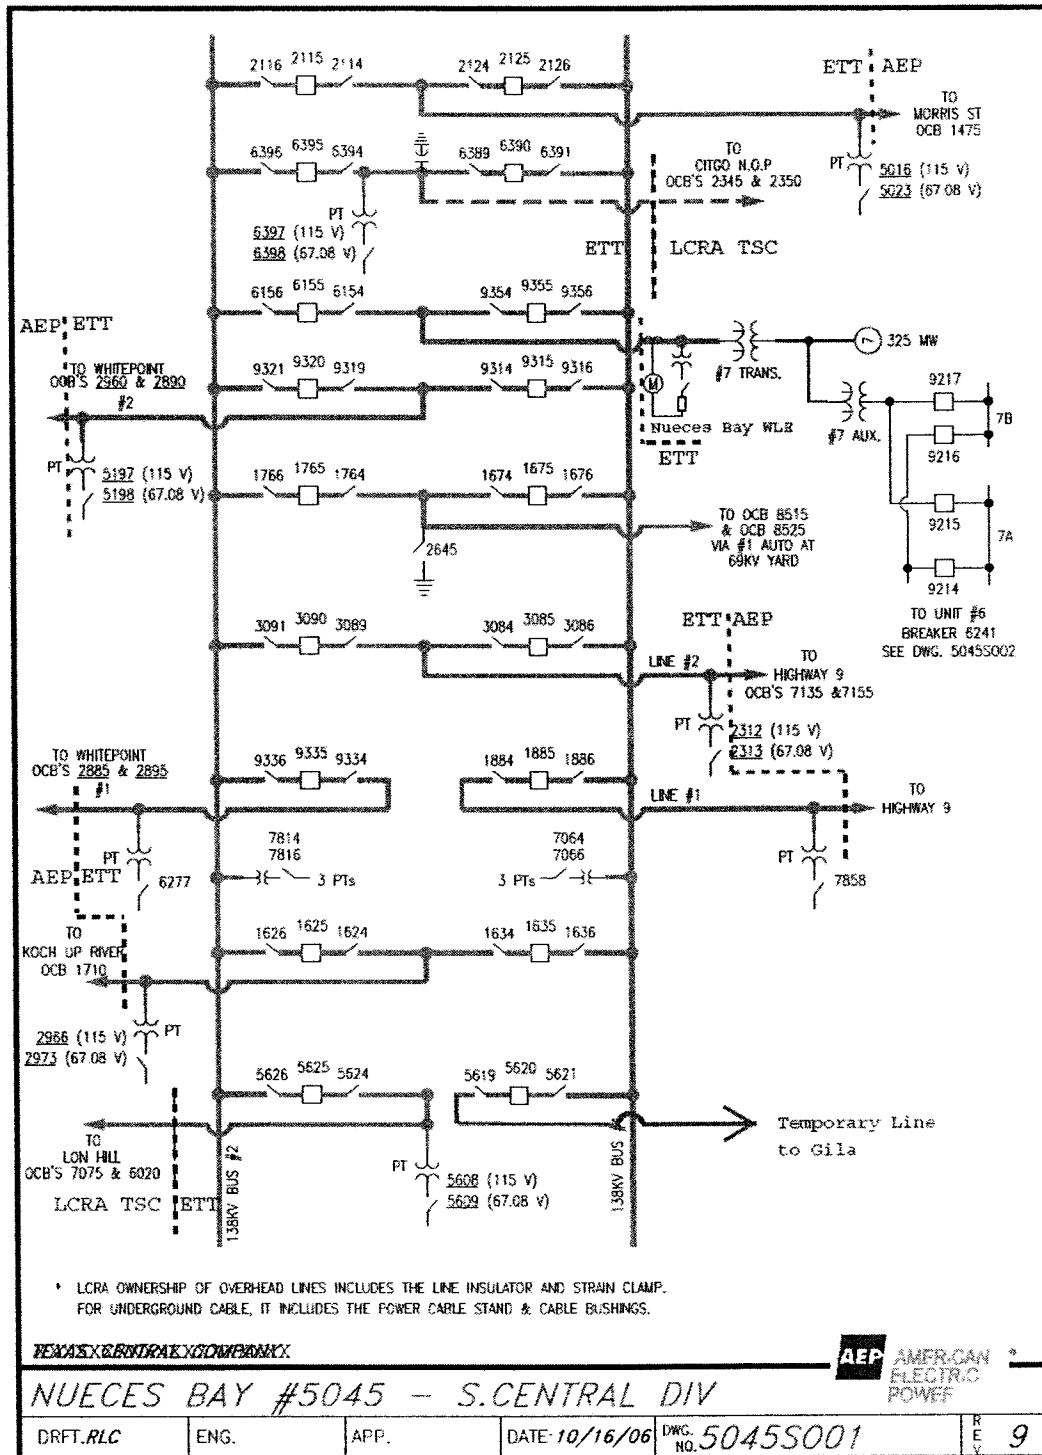 2116 2115 2114
2124 2125 2126
ETT AEP
TO
MORRIS ST
OCB 1475
PT
5016 (115 V)
5023 (67.08 V)
6396 6395 6394
6389 6390 6391
TO
CITGO N.O.P
OCB'S 2345 & 2350
PT
6397 (115 V)
6398 (67.08 V)
ETT LCRA TSC
6156 6155 6154
9354 9355 9356
AEP ETT
TO WHITEPOINT
OCB'S 2960 & 2890
#2
9321 9320 9319
9314 9315 9316
M
#7 TRANS.
7 325 MW
#7 AUX.
9217
7B
9216
9215
7A
9214
Nueces Bay WLE
ETT
PT
5197 (115 V)
5198 (67.08 V)
1766 1765 1764
1674 1675 1676
TO OCB 8515
& OCB 8525
VIA #1 AUTO AT
69KV YARD
2645
TO UNIT #6
BREAKER 6241
SEE DWG. 5045S002
3091 3090 3089
3084 3085 3086
ETT AEP
LINE #2
TO
HIGHWAY 9
OCB'S 7135 &7155
PT
2312 (115 V)
2313 (67.08 V)
TO WHITEPOINT
OCB'S 2885 & 2895
#1
9336 9335 9334
1884 1885 1886
LINE #1
TO
HIGHWAY 9
PT
6277
AEP ETT
7814
7816
3 PTs
7064
7066
3 PTs
PT
7858
TO
KOCH UP RIVER
OCB 1710
1626 1625 1624
1634 1635 1636
PT
2966 (115 V)
2973 (67.08 V)
5626 5625 5624
5619 5620 5621
TO
LON HILL
OCB'S 7075 & 6020
LCRA TSC ETT
138KV BUS #2
PT
5608 (115 V)
5609 (67.08 V)
138KV BUS
Temporary Line
to Gila
* LCRA OWNERSHIP OF OVERHEAD LINES INCLUDES THE LINE INSULATOR AND STRAIN CLAMP.
FOR UNDERGROUND CABLE, IT INCLUDES THE POWER CABLE STAND & CABLE BUSHINGS.
TEXAS CENTRAL COMPANY
AEP AMERICAN
ELECTRIC
POWER
NUECES BAY #5045 - S.CENTRAL DIV
DRFT.RLC ENG. APP. DATE-10/16/06 DWG. NO. 5045S001 REV 9